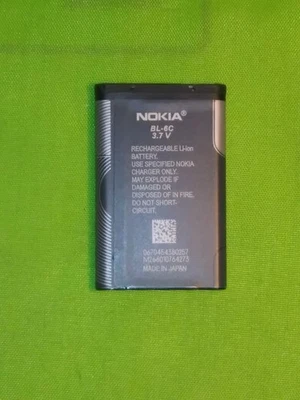 NOKIA®
BL-6C
3.7 V
RECHARGEABLE Li-Ion
BATTERY.
USE SPECIFIED NOKIA
CHARGER ONLY.
MAY EXPLODE IF
DAMAGED OR
DISPOSED OF IN FIRE.
DO NOT SHORT-
CIRCUIT.
MADE IN JAPAN